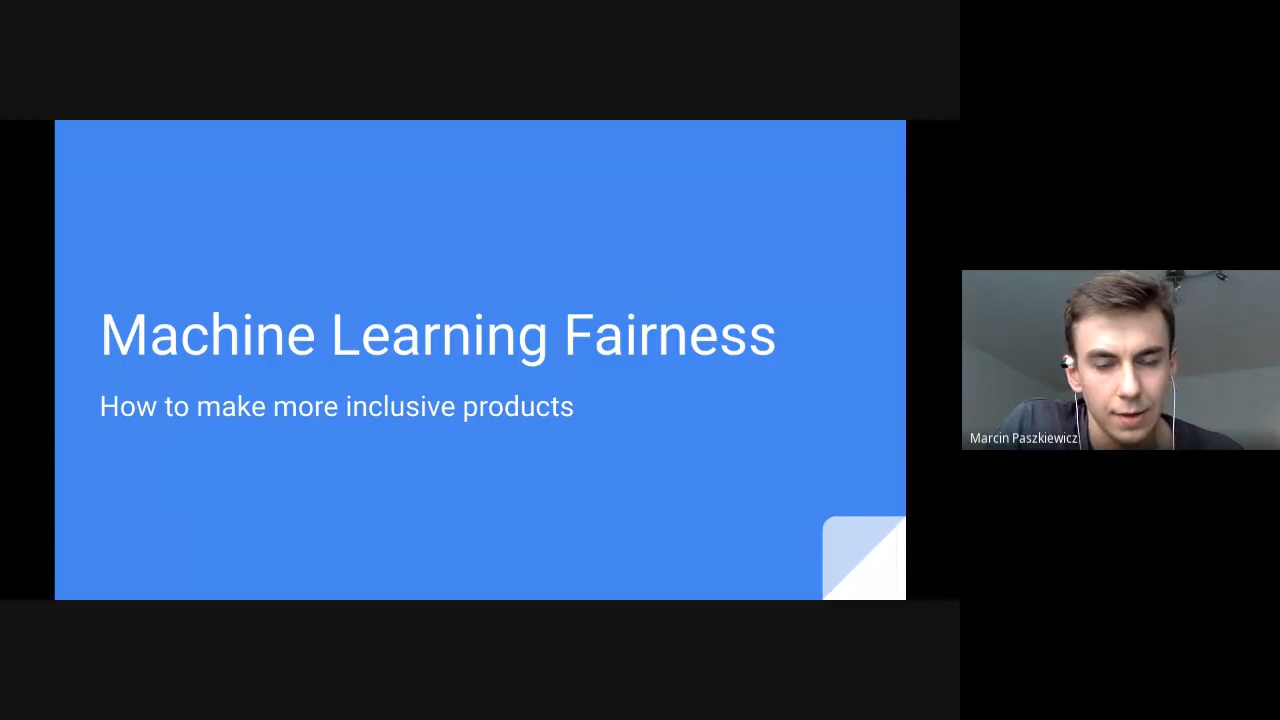 Machine Learning Fairness
How to make more inclusive products
Marcin Paszkiewicz